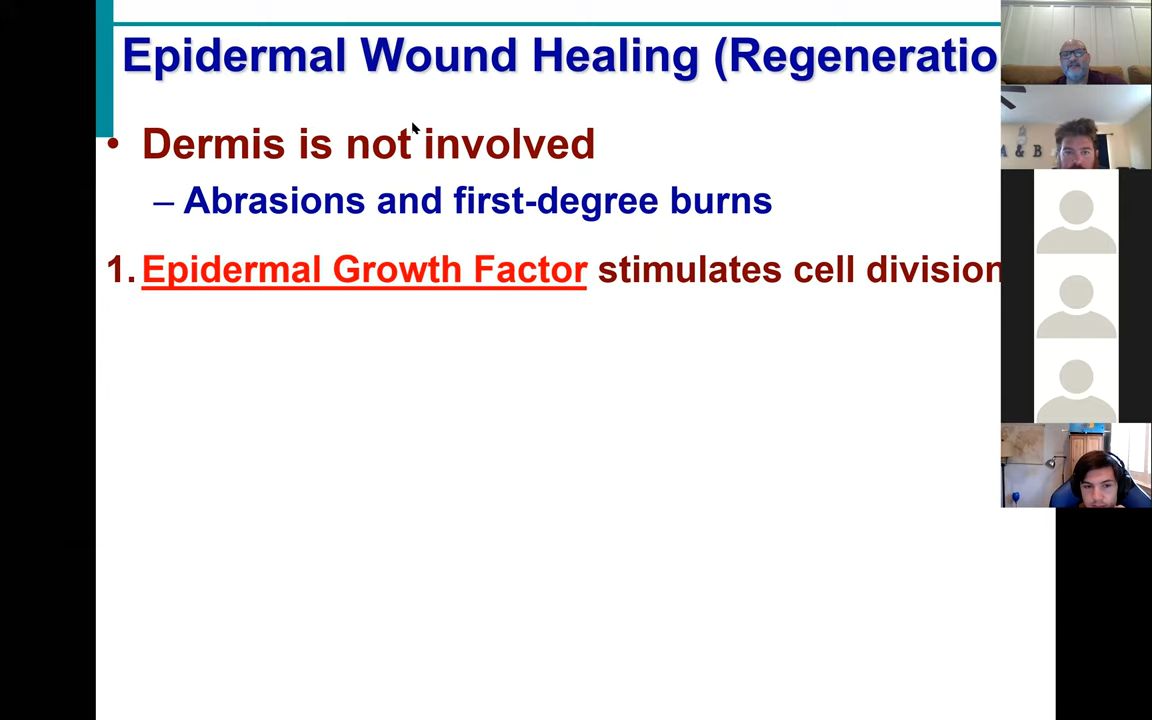 Epidermal Wound Healing (Regeneratio
• Dermis is not involved
– Abrasions and first-degree burns
1. Epidermal Growth Factor stimulates cell division
A & B